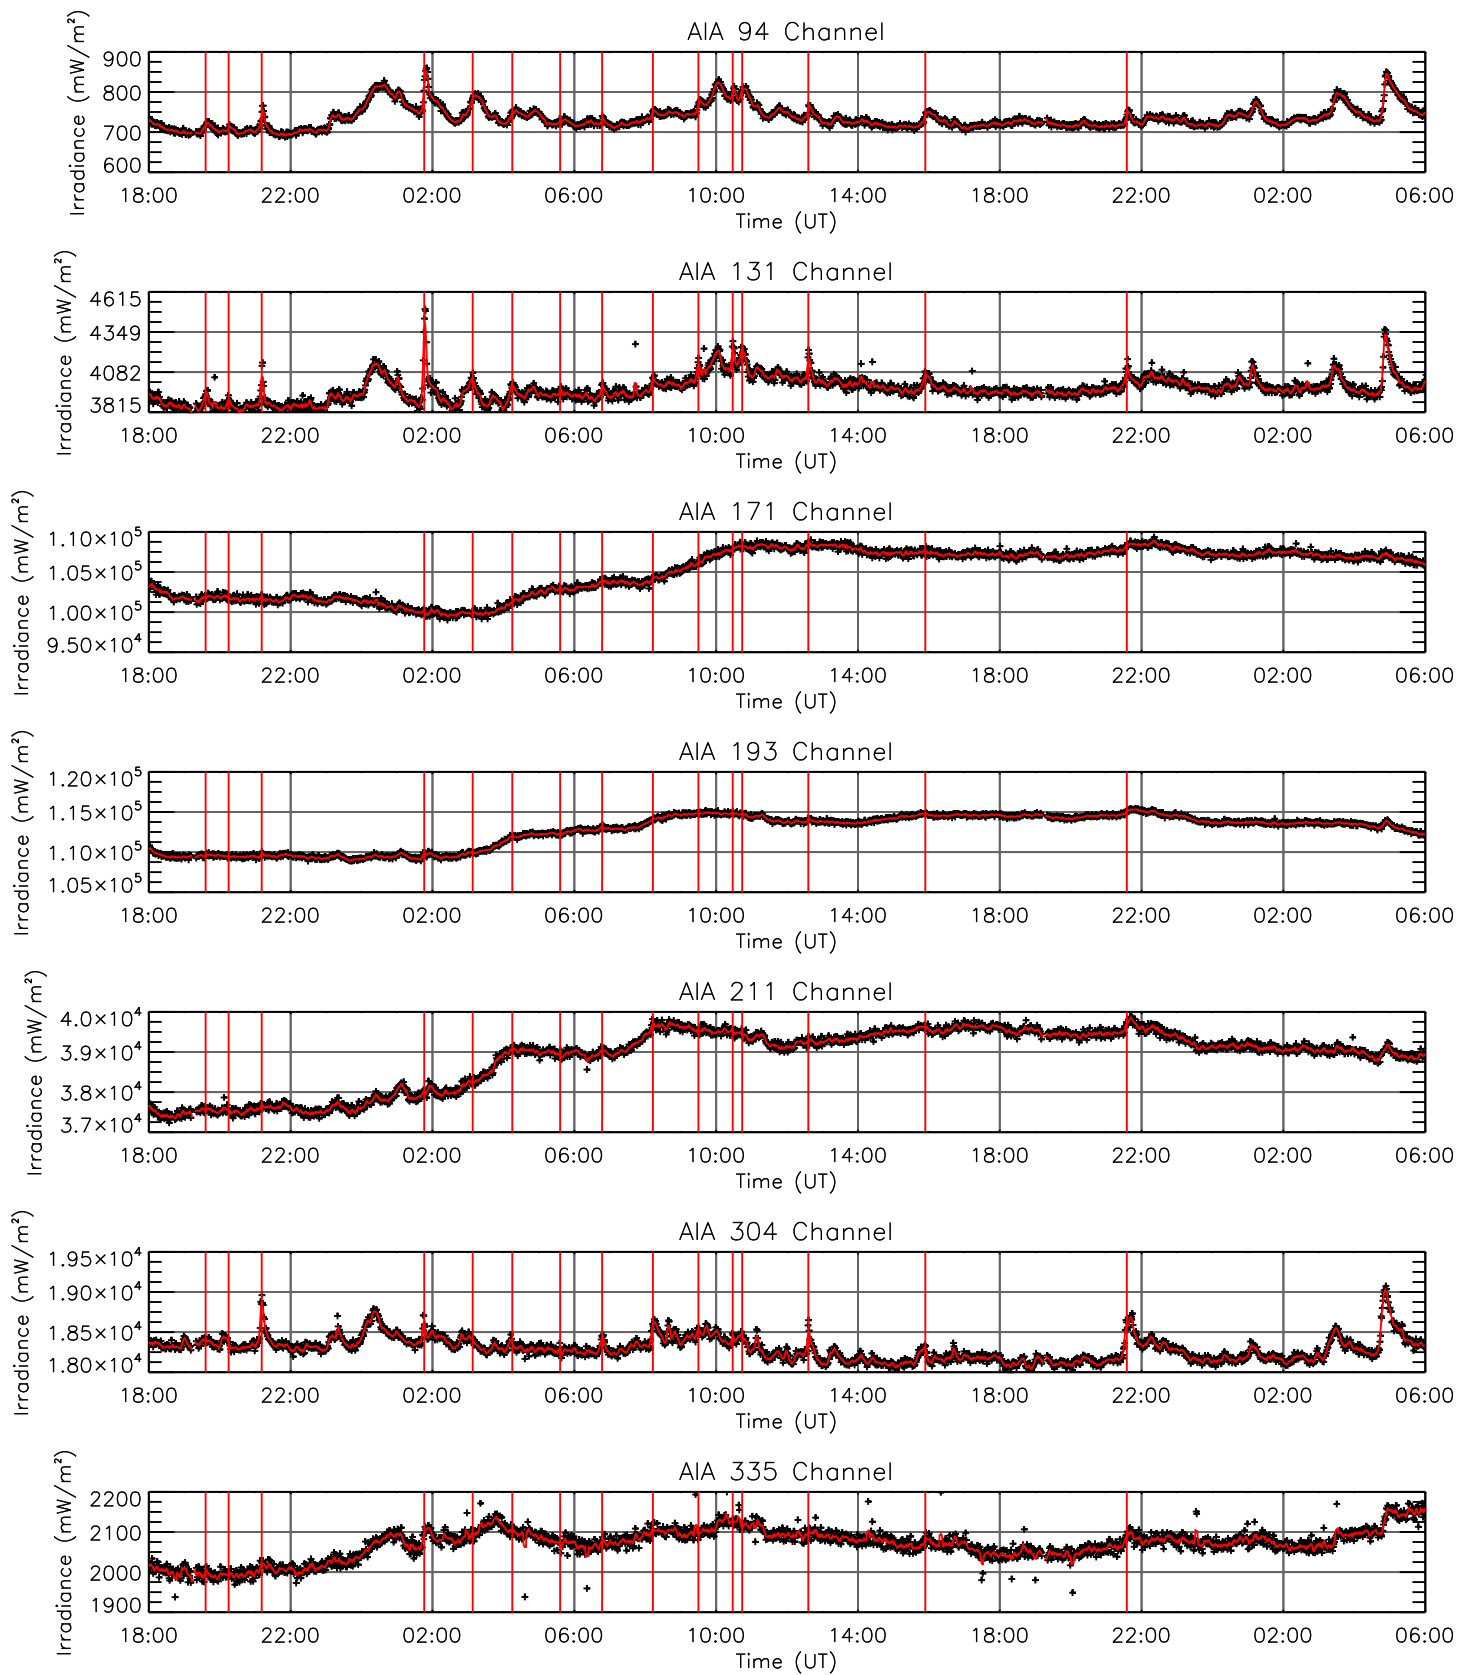 AIA 94 Channel
Irradiance (mW/m²)
900
800
700
600
18:00 22:00 02:00 06:00 10:00 14:00 18:00 22:00 02:00 06:00
Time (UT)
AIA 131 Channel
Irradiance (mW/m²)
4615
4349
4082
3815
18:00 22:00 02:00 06:00 10:00 14:00 18:00 22:00 02:00 06:00
Time (UT)
AIA 171 Channel
Irradiance (mW/m²)
1.10×10⁵
1.05×10⁵
1.00×10⁵
9.50×10⁴
18:00 22:00 02:00 06:00 10:00 14:00 18:00 22:00 02:00 06:00
Time (UT)
AIA 193 Channel
Irradiance (mW/m²)
1.20×10⁵
1.15×10⁵
1.10×10⁵
1.05×10⁵
18:00 22:00 02:00 06:00 10:00 14:00 18:00 22:00 02:00 06:00
Time (UT)
AIA 211 Channel
Irradiance (mW/m²)
4.0×10⁴
3.9×10⁴
3.8×10⁴
3.7×10⁴
18:00 22:00 02:00 06:00 10:00 14:00 18:00 22:00 02:00 06:00
Time (UT)
AIA 304 Channel
Irradiance (mW/m²)
1.95×10⁴
1.90×10⁴
1.85×10⁴
1.80×10⁴
18:00 22:00 02:00 06:00 10:00 14:00 18:00 22:00 02:00 06:00
Time (UT)
AIA 335 Channel
Irradiance (mW/m²)
2200
2100
2000
1900
18:00 22:00 02:00 06:00 10:00 14:00 18:00 22:00 02:00 06:00
Time (UT)